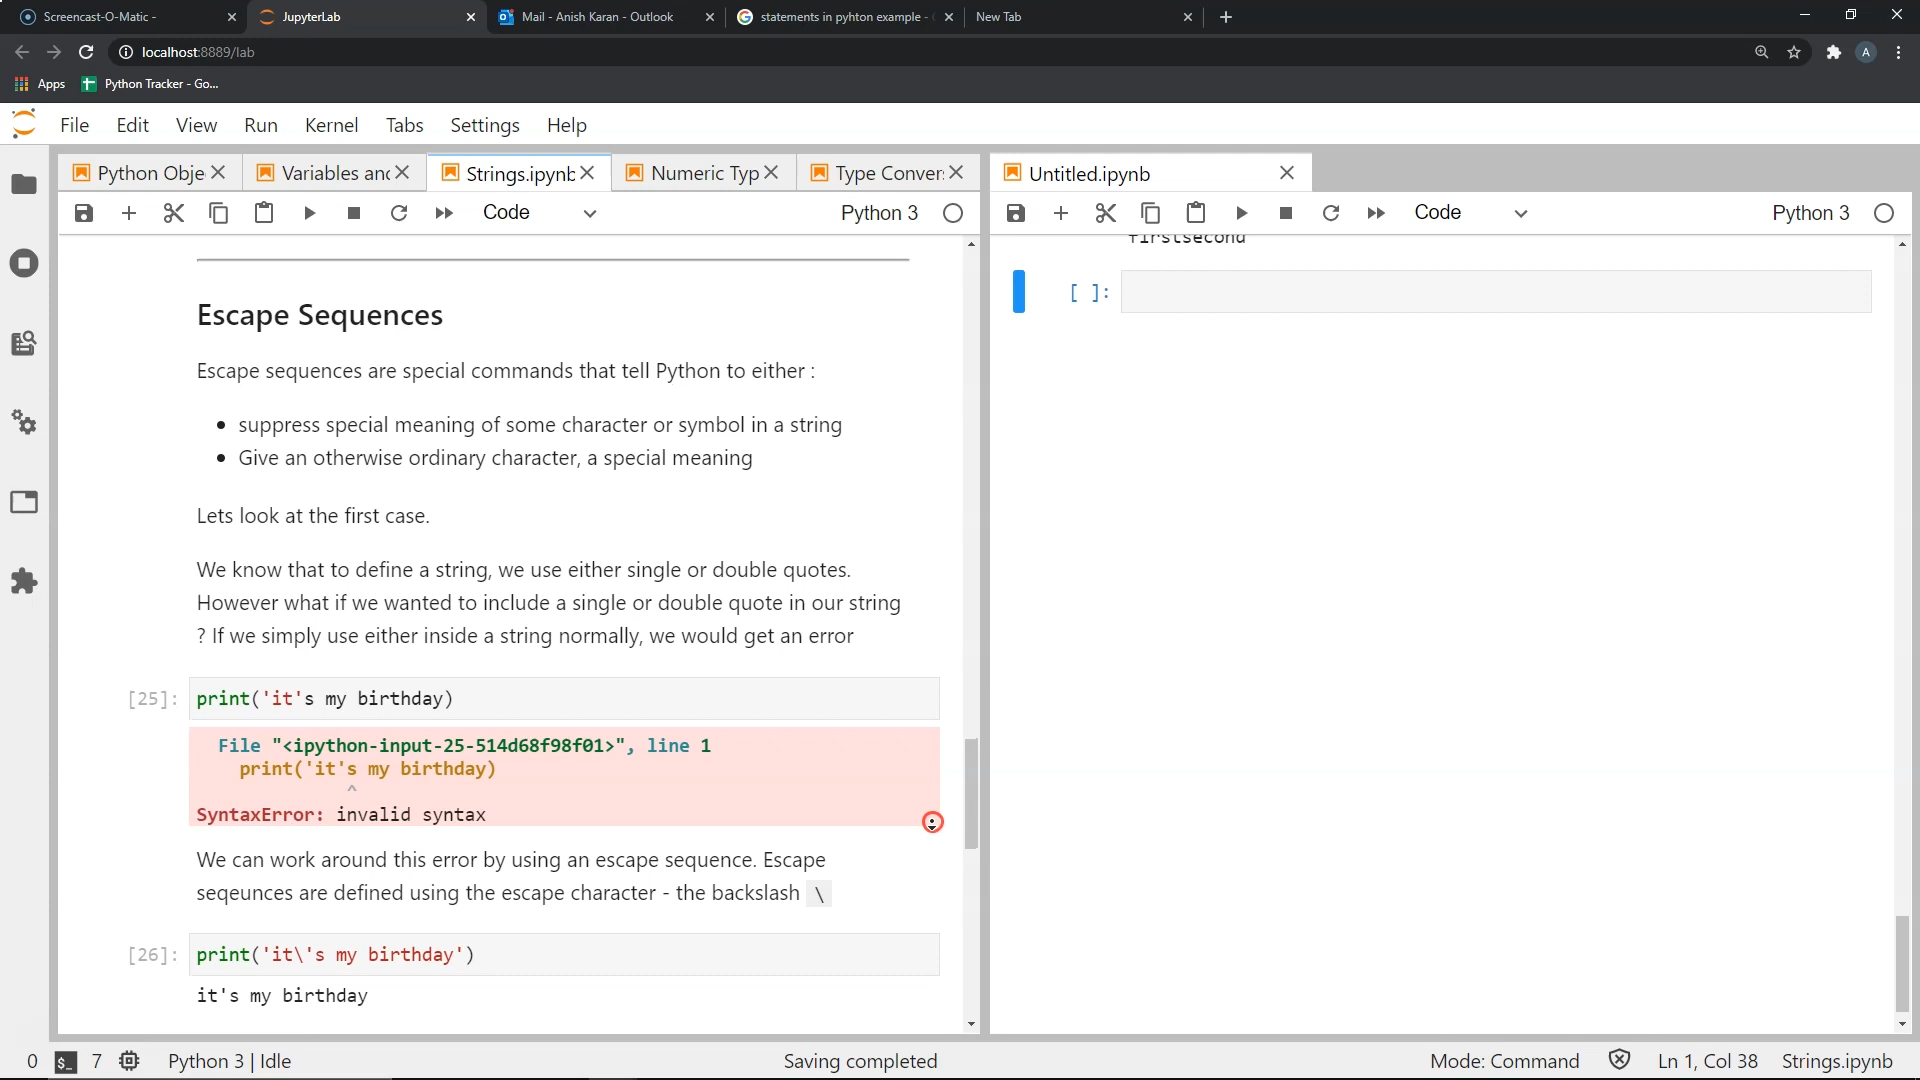 Screencast-O-Matic -
JupyterLab
Mail - Anish Karan - Outlook
statements in pyhton example -
New Tab
localhost:8889/lab
A
Apps
Python Tracker - Go...
File Edit View Run Kernel Tabs Settings Help
Python Obje
Variables anc
Strings.ipynb
Numeric Typ
Type Conver:
Untitled.ipynb
Code
Python 3
Code
Python 3
firstsecond
[ ]:
Escape Sequences
Escape sequences are special commands that tell Python to either :
• suppress special meaning of some character or symbol in a string
• Give an otherwise ordinary character, a special meaning
Lets look at the first case.
We know that to define a string, we use either single or double quotes.
However what if we wanted to include a single or double quote in our string
? If we simply use either inside a string normally, we would get an error
[25]: print('it's my birthday)
File "<ipython-input-25-514d68f98f01>", line 1
print('it's my birthday)
^
SyntaxError: invalid syntax
We can work around this error by using an escape sequence. Escape
seqeunces are defined using the escape character - the backslash \
[26]: print('it\'s my birthday')
it's my birthday
0 $_ 7 Python 3 | Idle
Saving completed
Mode: Command
Ln 1, Col 38 Strings.ipynb